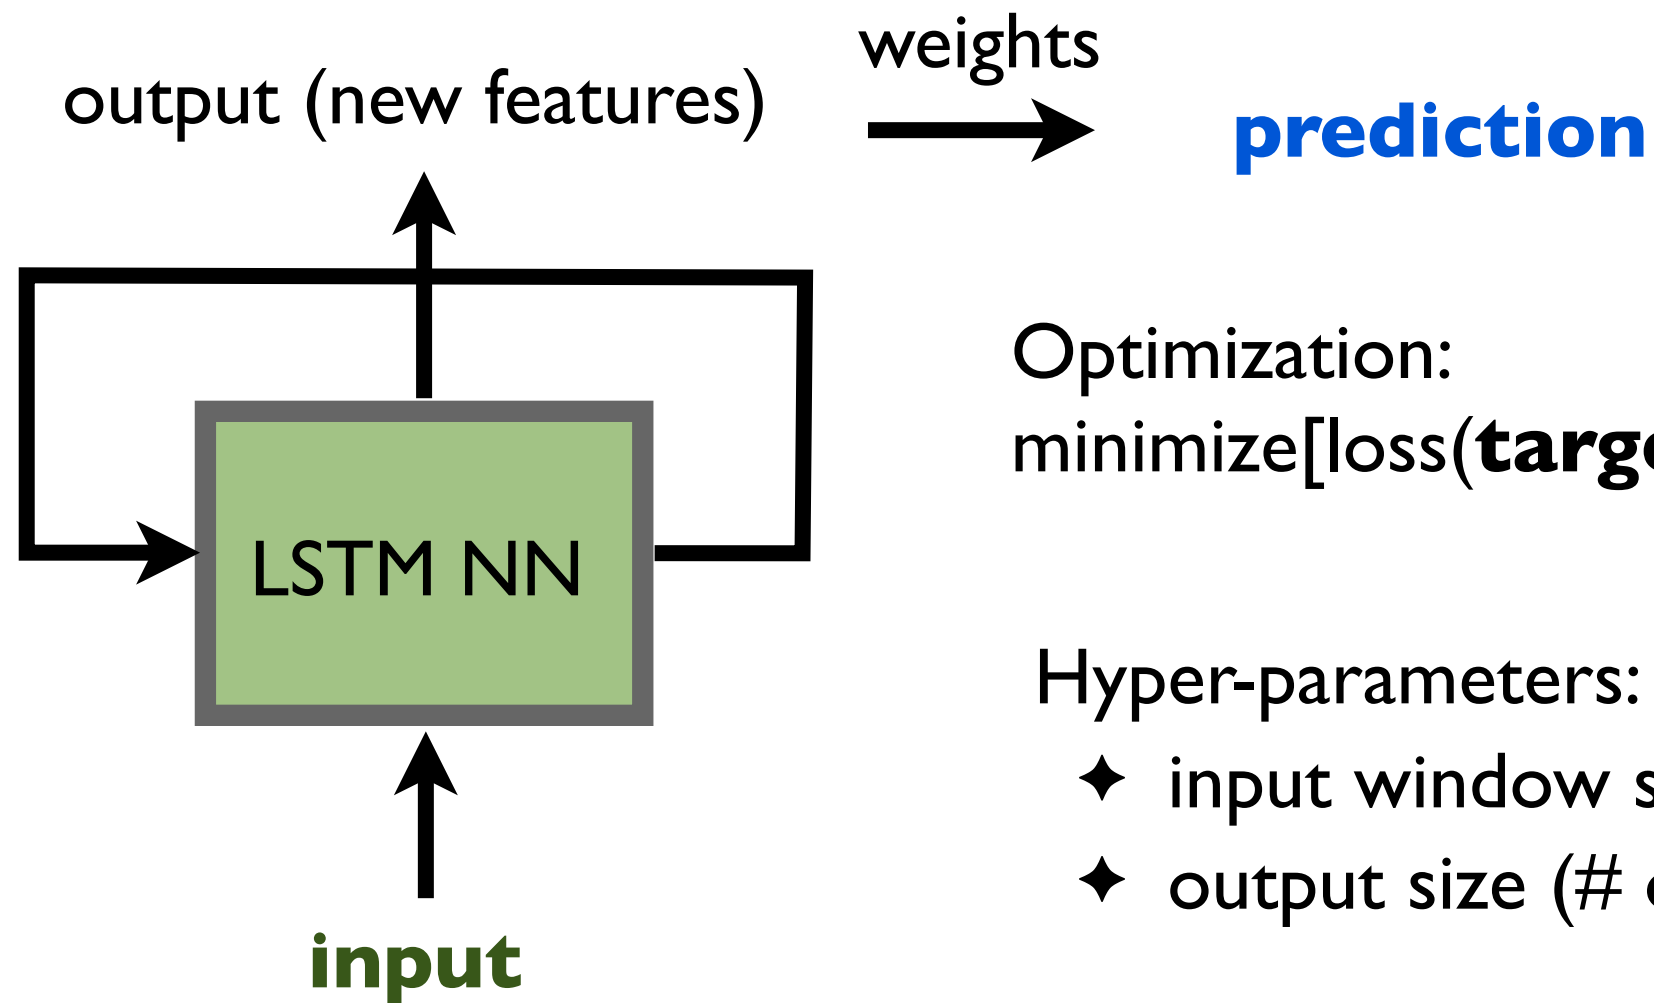 weights
output (new features)
prediction
Optimization:
minimize[loss(
LSTM NN
Hyper-parameters:
✦ input window
✦ output size (#
input